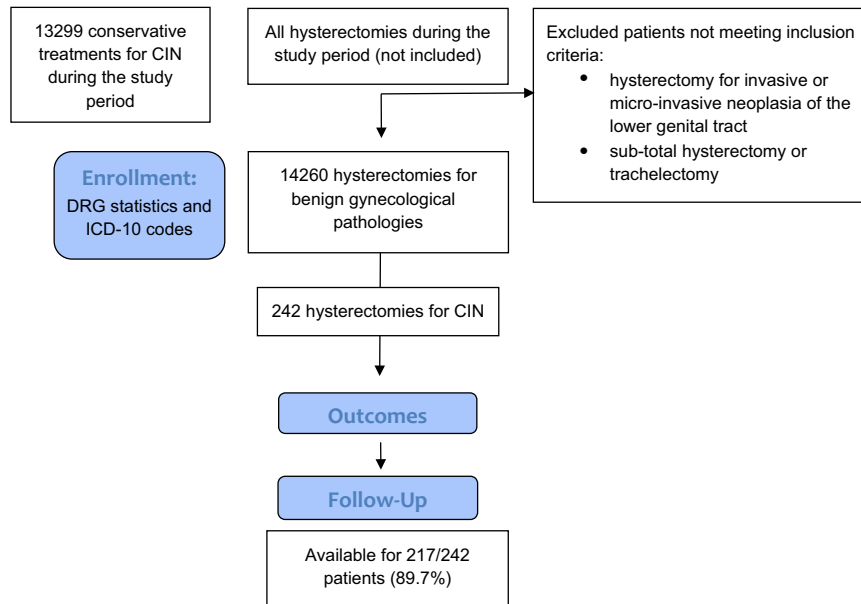 13299 conservative
treatments for CIN
during the study
period
All hysterectomies during the
study period (not included)
Excluded patients not meeting inclusion
criteria:
• hysterectomy for invasive or
micro-invasive neoplasia of the
lower genital tract
• sub-total hysterectomy or
trachelectomy
Enrollment:
DRG statistics and
ICD-10 codes
14260 hysterectomies for
benign gynecological
pathologies
242 hysterectomies for CIN
Outcomes
Follow-Up
Available for 217/242
patients (89.7%)